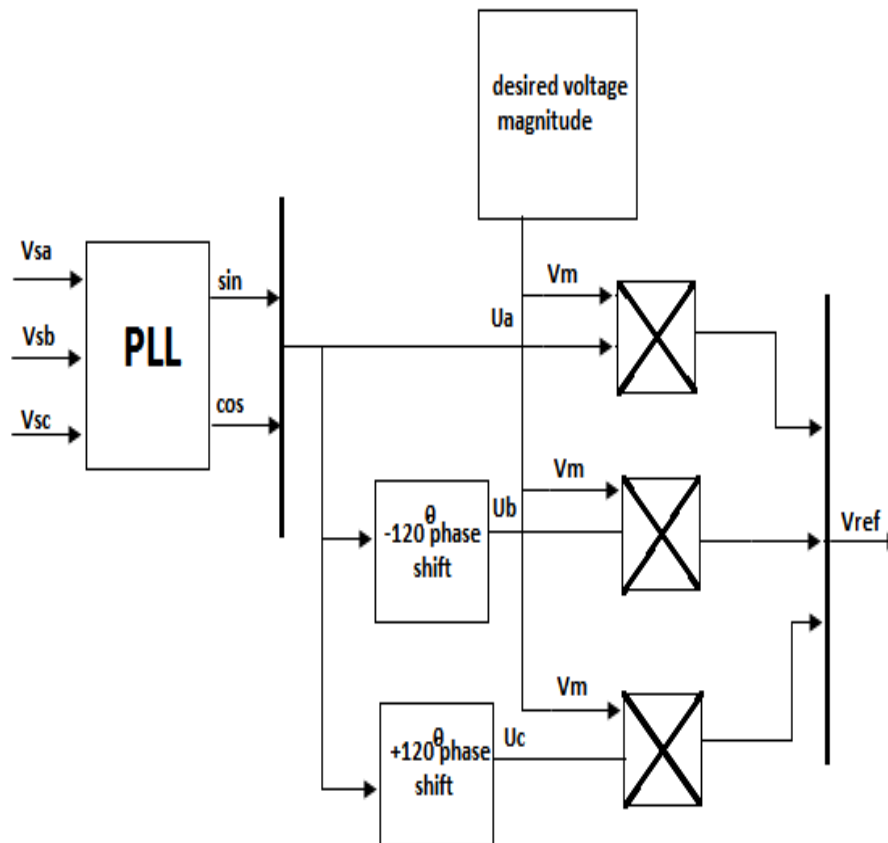 desired voltage
magnitude
Vsa
sin
Vm
Ua
Vsb
PLL
Vsc
cos
Vm
θ
-120 phase
shift
Ub
Vref
Vm
θ
+120 phase
shift
Uc